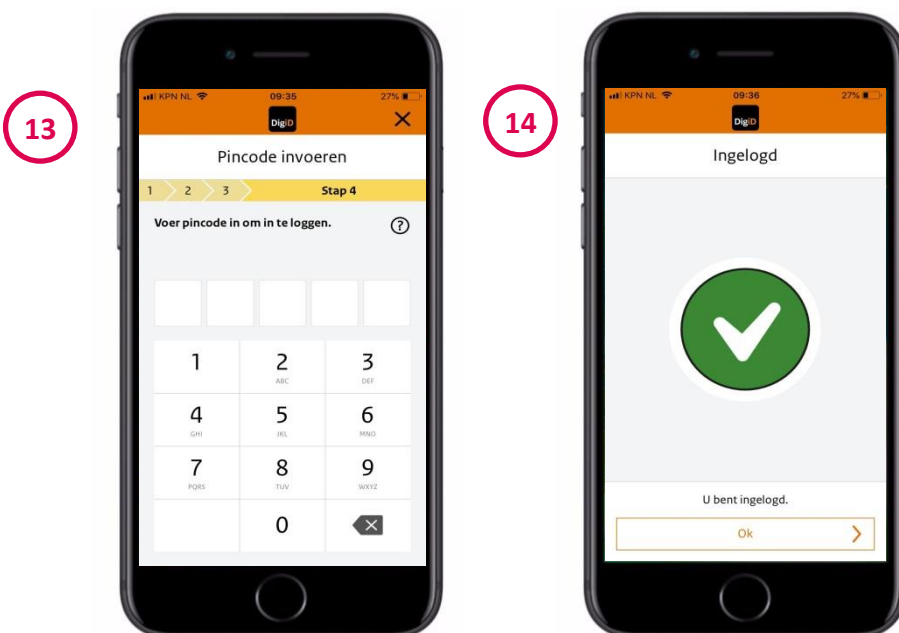 13
KPN NL 09:35 27%
DigiD
Pincode invoeren
1 2 3 Stap 4
Voer pincode in om in te loggen. ?
1 2 ABC 3 DEF
4 GHI 5 JKL 6 MNO
7 PQRS 8 TUV 9 WXYZ
0
14
KPN NL 09:36 27%
DigiD
Ingelogd
U bent ingelogd.
Ok